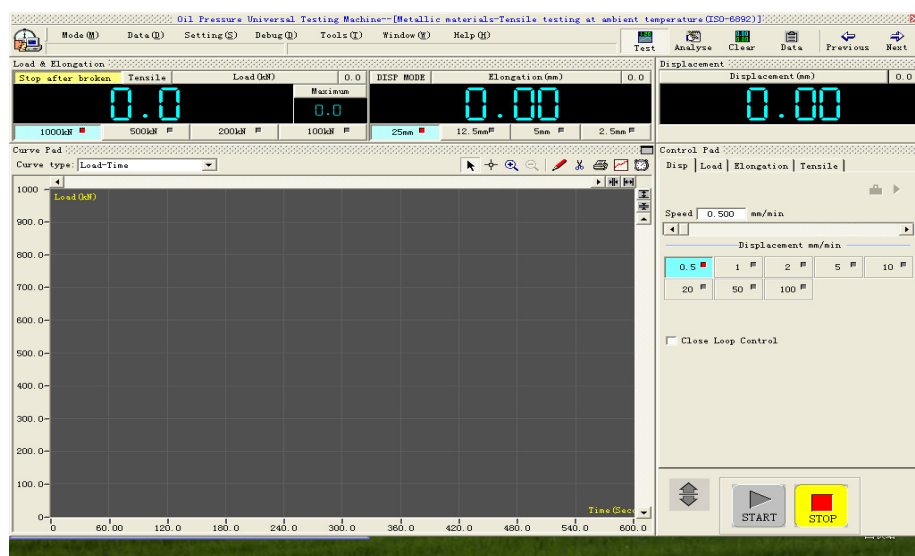 Oil Pressure Universal Testing Machine--[Metallic materials-Tensile testing at ambient temperature(ISO-6892)]
Mode(M) Data(D) Setting(S) Debug(D) Tools(T) Window(W) Help(H)
Test Analyse Clear Data Previous Next
Load & Elongation
Stop after broken Tensile Load(kN) 0.0 DISP MODE Elongation(mm) 0.0
0.0 Maximum 0.0 0.00
1000kN 500kN 200kN 100kN 25mm 12.5mm 5mm 2.5mm
Displacement
Displacement(mm) 0.0
0.00
Curve Pad
Curve type: Load-Time
Load(kN)
1000
900.0
800.0
700.0
600.0
500.0
400.0
300.0
200.0
100.0
0
Time(Seco
0 60.00 120.0 180.0 240.0 300.0 360.0 420.0 480.0 540.0 600.0
Control Pad
Disp Load Elongation Tensile
Speed 0.500 mm/min
Displacement mm/min
0.5 1 2 5 10
20 50 100
Close Loop Control
START STOP